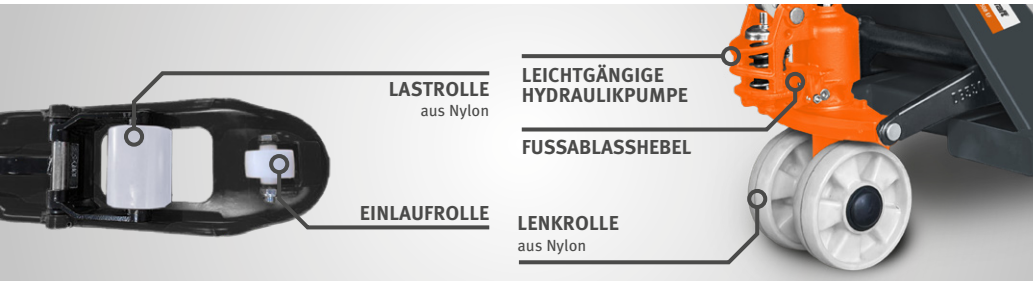 LASTROLLE
aus Nylon
EINLAUFROLLE
LEICHTGÄNGIGE
HYDRAULIKPUMPE
FUSSABLASSHEBEL
LENKROLLE
aus Nylon